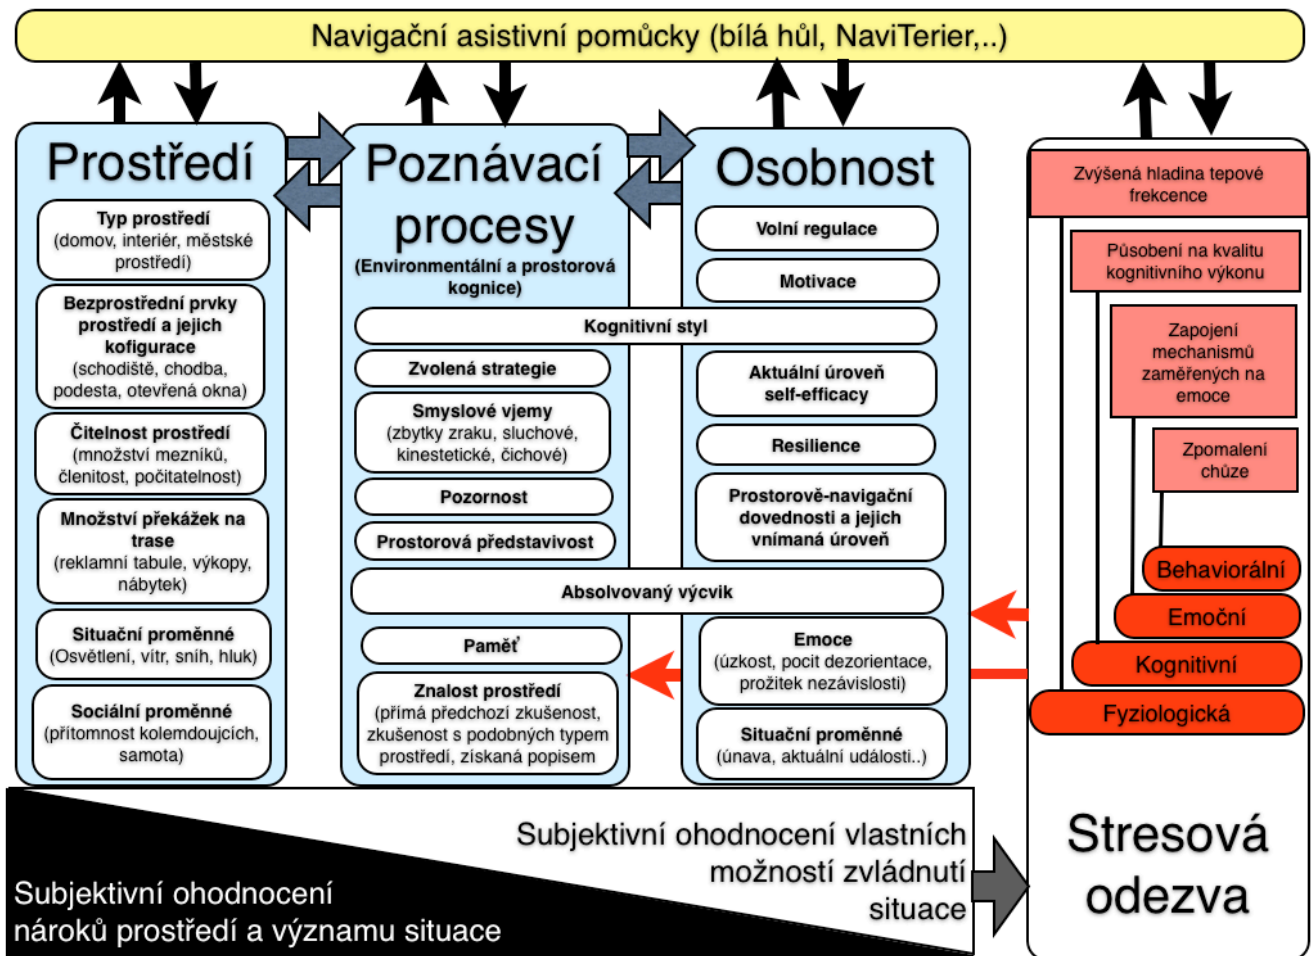 Navigační asistivní pomůcky (bílá hůl, NaviTerier,..)
Prostředí
Typ prostředí
(domov, interiér, městské
prostředí)
Bezprostřední prvky
prostředí a jejich
kofigurace
(schodiště, chodba,
podesta, otevřená okna)
Čitelnost prostředí
(množství mezníků,
členitost, počitatelnost)
Množství překážek na
trase
(reklamní tabule, výkopy,
nábytek)
Situační proměnné
(Osvětlení, vítr, sníh, hluk)
Sociální proměnné
(přítomnost kolemdoujcích,
samota)
Poznávací
procesy
(Environmentální a prostorová
kognice)
Kognitivní styl
Zvolená strategie
Smyslové vjemy
(zbytky zraku, sluchové,
kinestetické, čichové)
Pozornost
Prostorová představivost
Absolvovaný výcvik
Paměť
Znalost prostředí
(přímá předchozí zkušenost,
zkušenost s podobných typem
prostředí, získaná popisem
Osobnost
Volní regulace
Motivace
Aktuální úroveň
self-efficacy
Resilience
Prostorově-navigační
dovednosti a jejich
vnímaná úroveň
Emoce
(úzkost, pocit dezorientace,
prožitek nezávislosti)
Situační proměnné
(únava, aktuální události..)
Zvýšená hladina tepové
frekcence
Působení na kvalitu
kognitivního výkonu
Zapojení
mechanismů
zaměřených na
emoce
Zpomalení
chůze
Behaviorální
Emoční
Kognitivní
Fyziologická
Stresová
odezva
Subjektivní ohodnocení vlastních
možností zvládnutí
situace
Subjektivní ohodnocení
nároků prostředí a významu situace